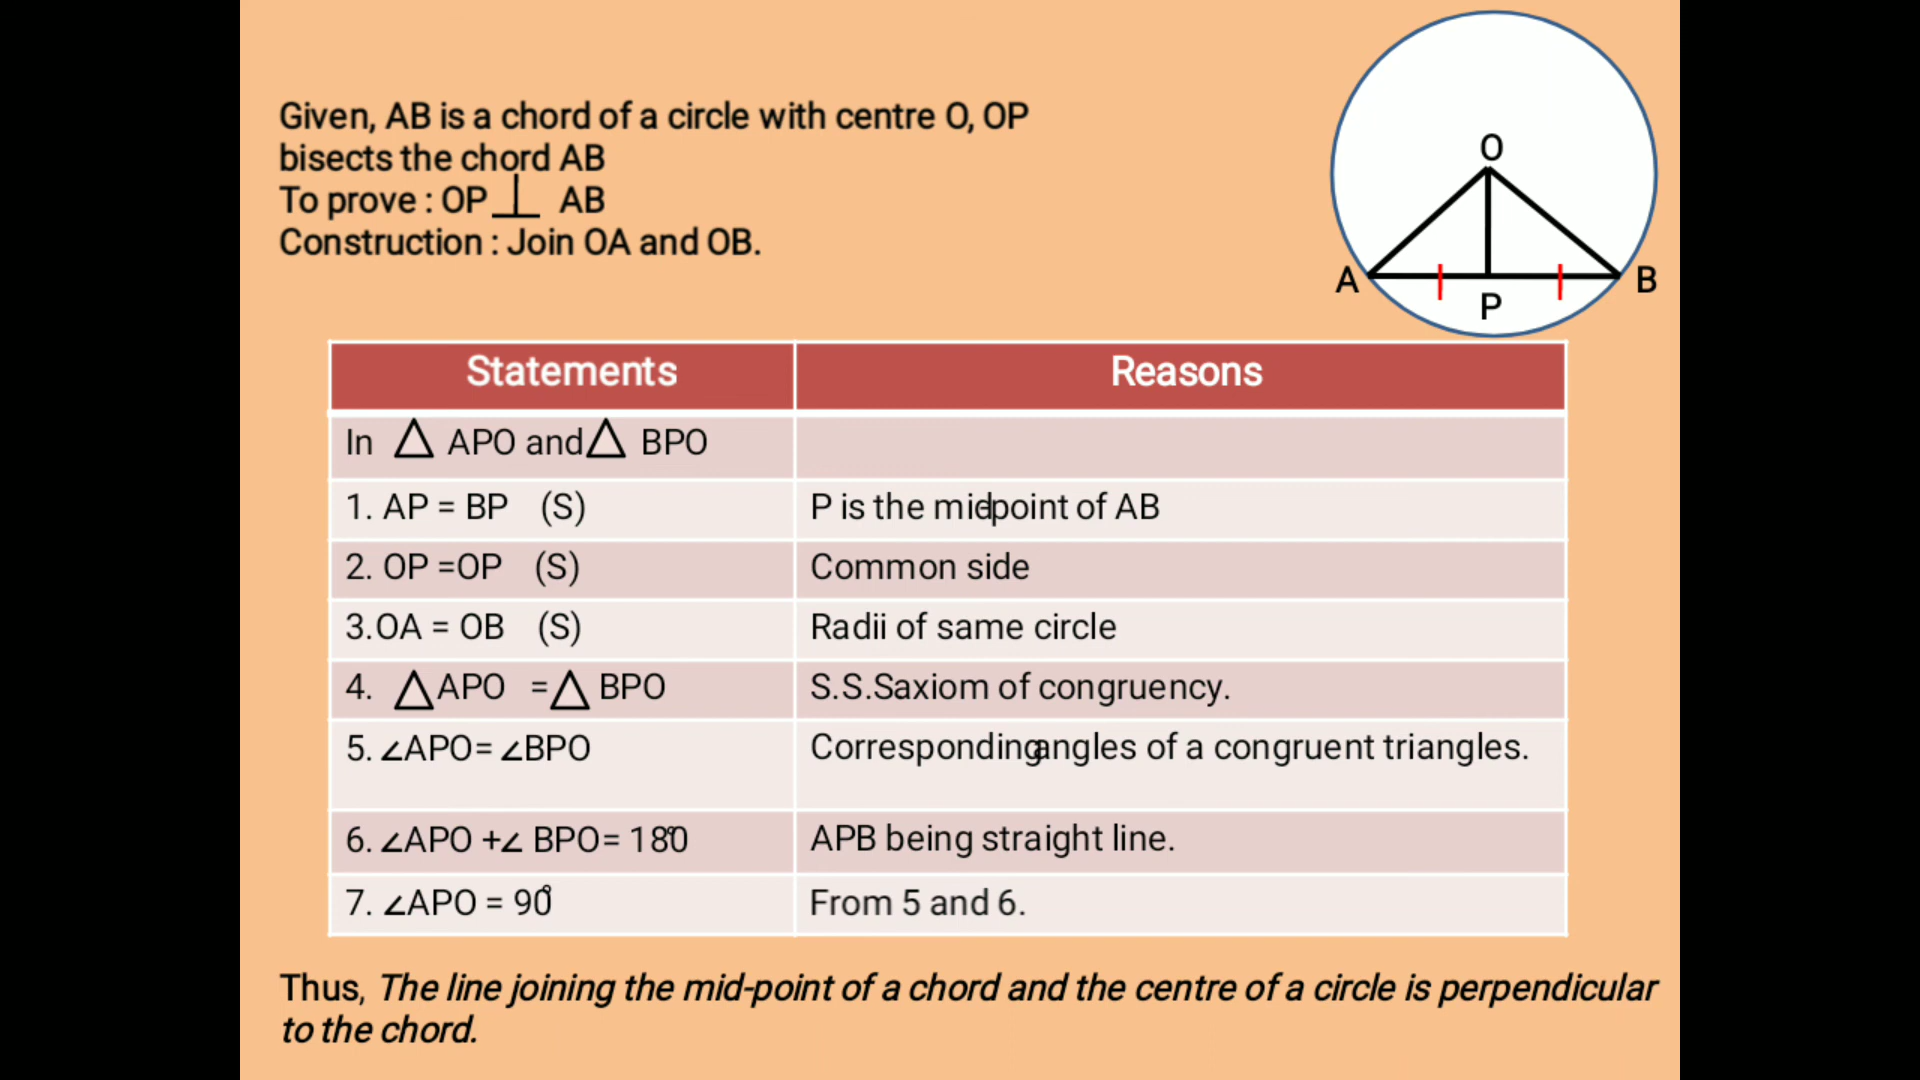 Given, AB is a chord of a circle with centre O, OP
bisects the chord AB
To prove : OP ⊥ AB
Construction : Join OA and OB.
O
A
B
P
Statements Reasons
In △ APO and △ BPO
1. AP = BP (S) P is the mid-point of AB
2. OP =OP (S) Common side
3.OA = OB (S) Radii of same circle
4. △APO =△ BPO S.S.Saxiom of congruency.
5. ∠APO= ∠BPO Corresponding angles of a congruent triangles.
6. ∠APO +∠ BPO= 180° APB being straight line.
7. ∠APO = 90° From 5 and 6.
Thus, The line joining the mid-point of a chord and the centre of a circle is perpendicular
to the chord.